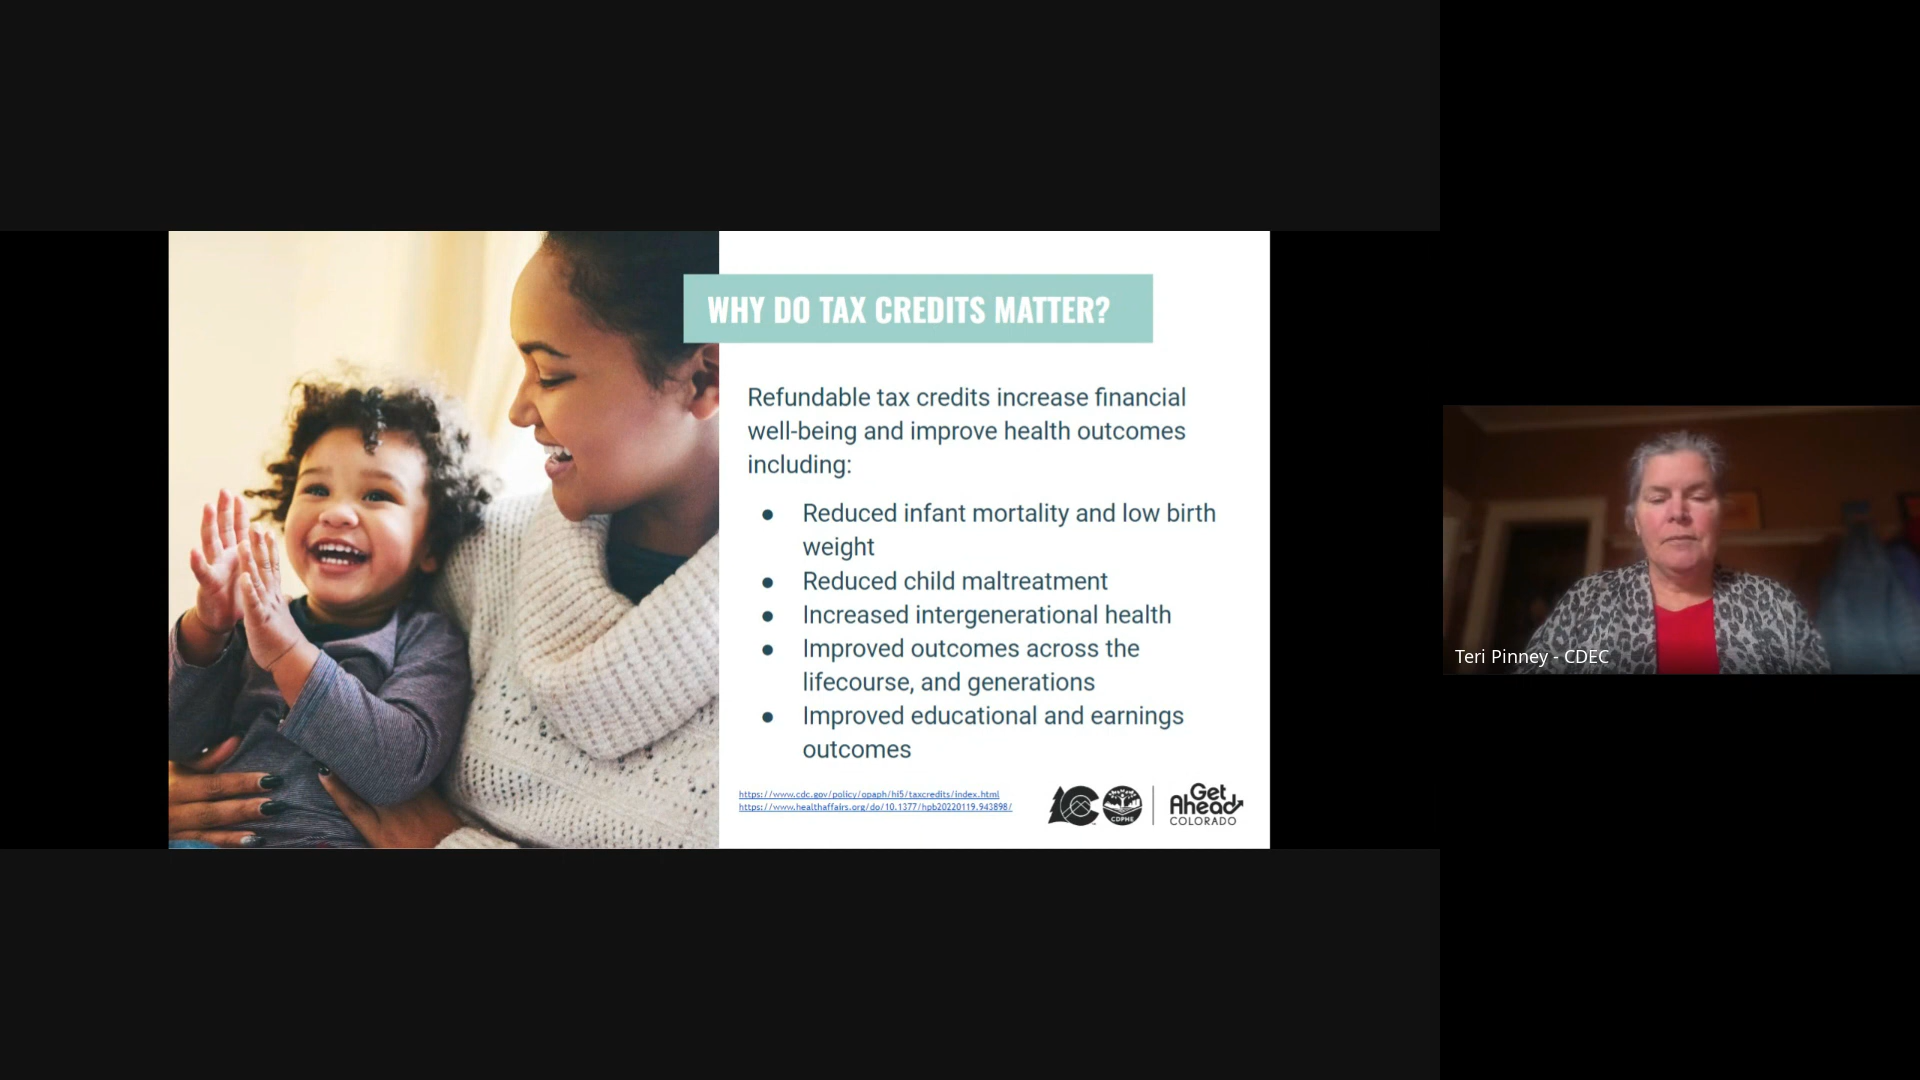 WHY DO TAX CREDITS MATTER?
Refundable tax credits increase financial
well-being and improve health outcomes
including:
● Reduced infant mortality and low birth
weight
● Reduced child maltreatment
● Increased intergenerational health
● Improved outcomes across the
lifecourse, and generations
● Improved educational and earnings
outcomes
https://www.cdc.gov/policy/opaph/hi5/taxcredits/index.html
https://www.healthaffairs.org/do/10.1377/hpb20220119.943898/
CDPHE
Get
Ahead
COLORADO
Teri Pinney - CDEC